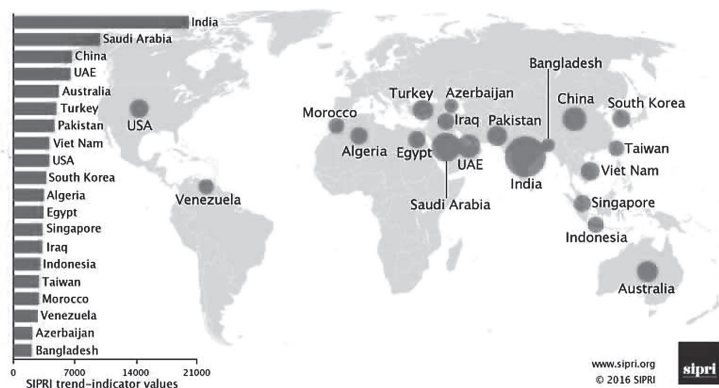 India
Saudi Arabia
China
UAE
Australia
Turkey
Pakistan
Viet Nam
USA
South Korea
Algeria
Egypt
Singapore
Iraq
Indonesia
Taiwan
Morocco
Venezuela
Azerbaijan
Bangladesh
0 7000 14000 21000
SIPRI trend-indicator values
USA
Venezuela
Morocco
Algeria
Turkey
Azerbaijan
Iraq
Egypt
UAE
Saudi Arabia
Pakistan
Bangladesh
India
China
South Korea
Taiwan
Viet Nam
Singapore
Indonesia
Australia
www.sipri.org
© 2016 SIPRI
sipri